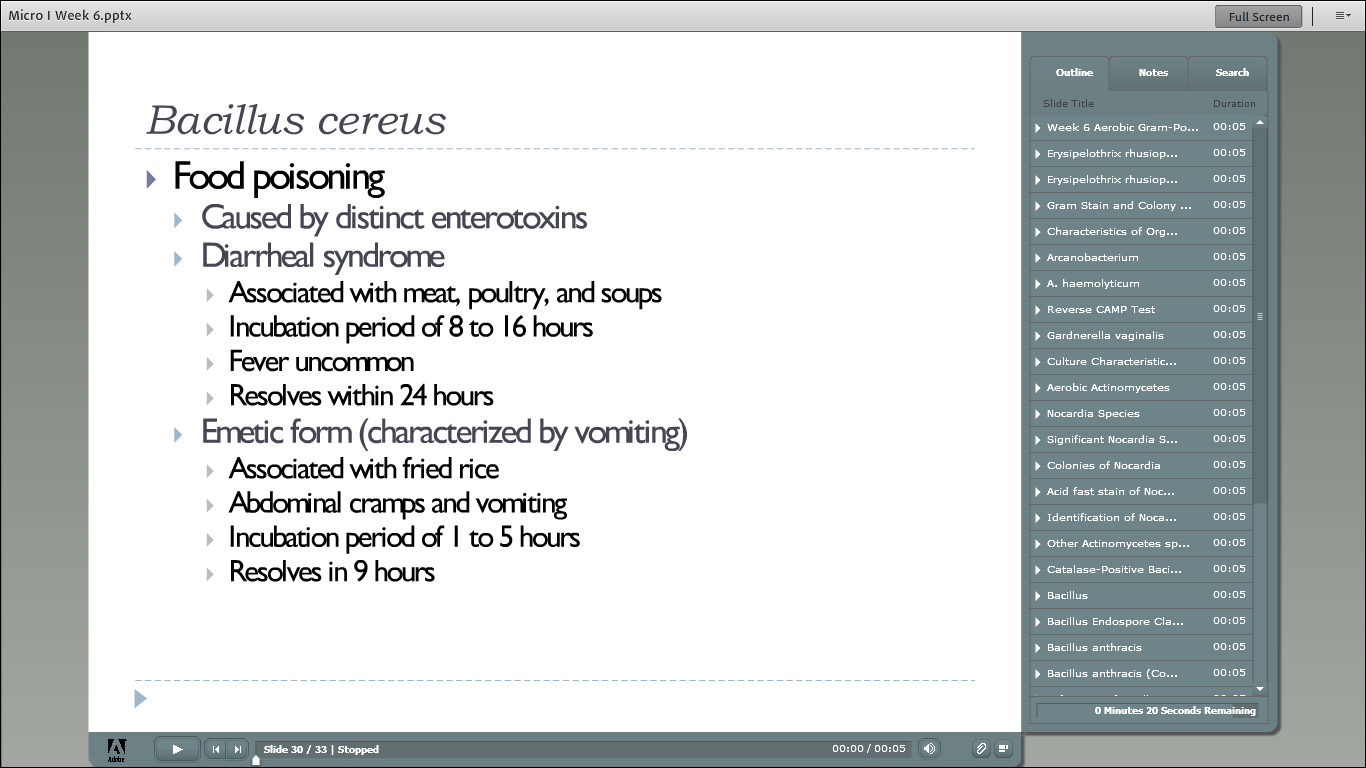 Micro I Week 6.pptx
Full Screen
Bacillus cereus
Food poisoning
Caused by distinct enterotoxins
Diarrheal syndrome
Associated with meat, poultry, and soups
Incubation period of 8 to 16 hours
Fever uncommon
Resolves within 24 hours
Emetic form (characterized by vomiting)
Associated with fried rice
Abdominal cramps and vomiting
Incubation period of 1 to 5 hours
Resolves in 9 hours
Outline Notes Search
Slide Title Duration
Week 6 Aerobic Gram-Po... 00:05
Erysipelothrix rhusiop... 00:05
Erysipelothrix rhusiop... 00:05
Gram Stain and Colony ... 00:05
Characteristics of Org... 00:05
Arcanobacterium 00:05
A. haemolyticum 00:05
Reverse CAMP Test 00:05
Gardnerella vaginalis 00:05
Culture Characteristic... 00:05
Aerobic Actinomycetes 00:05
Nocardia Species 00:05
Significant Nocardia S... 00:05
Colonies of Nocardia 00:05
Acid fast stain of Noc... 00:05
Identification of Noca... 00:05
Other Actinomycetes sp... 00:05
Catalase-Positive Baci... 00:05
Bacillus 00:05
Bacillus Endospore Cla... 00:05
Bacillus anthracis 00:05
Bacillus anthracis (Co... 00:05
0 Minutes 20 Seconds Remaining
Adobe
Slide 30 / 33 | Stopped
00:00 / 00:05